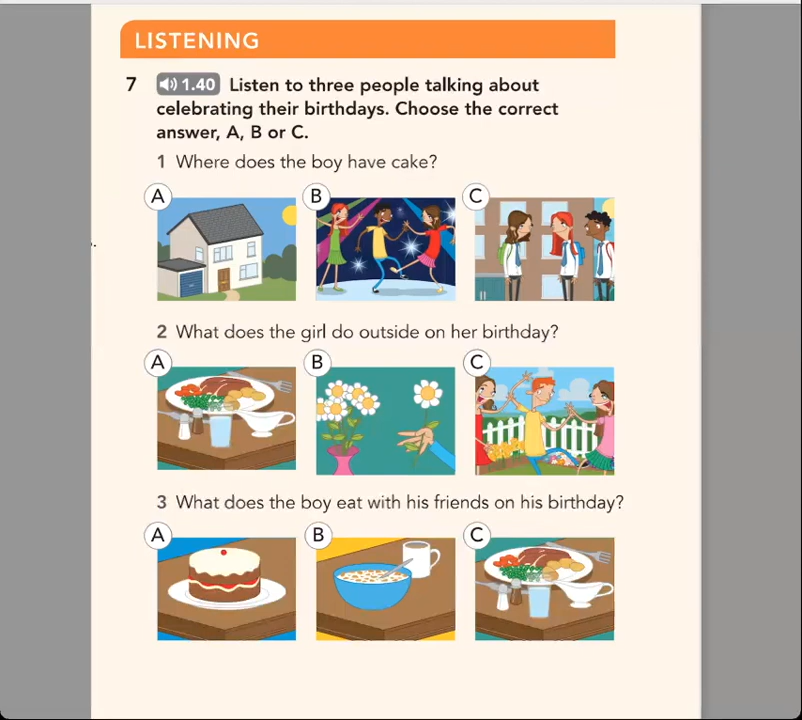 LISTENING
7 1.40 Listen to three people talking about
celebrating their birthdays. Choose the correct
answer, A, B or C.
1 Where does the boy have cake?
A B C
2 What does the girl do outside on her birthday?
A B C
3 What does the boy eat with his friends on his birthday?
A B C